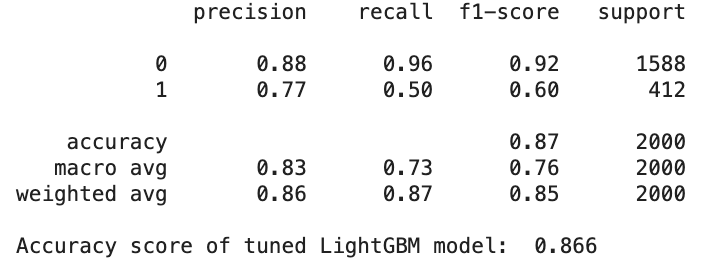 precision recall f1-score support
0 0.88 0.96 0.92 1588
1 0.77 0.50 0.60 412
accuracy 0.87 2000
macro avg 0.83 0.73 0.76 2000
weighted avg 0.86 0.87 0.85 2000
Accuracy score of tuned LightGBM model: 0.866